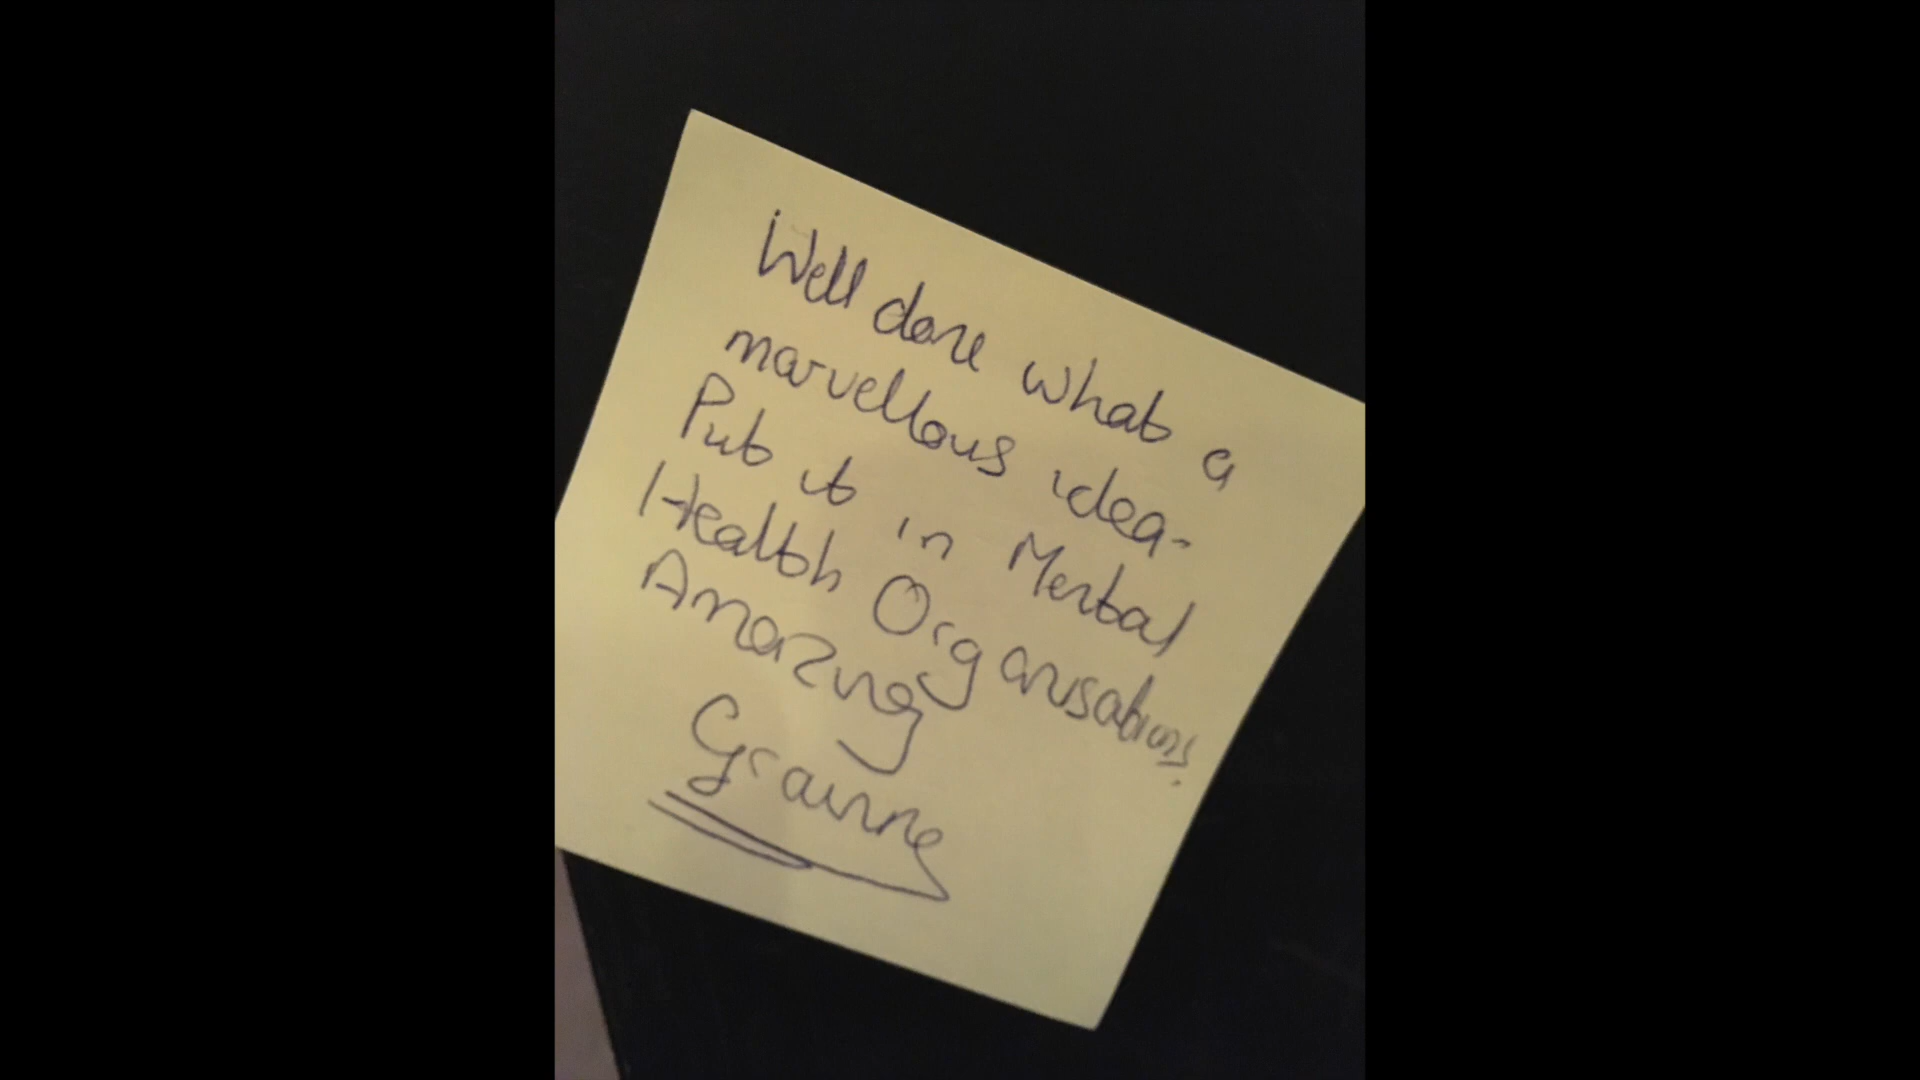 Well done what a
marvellous idea-
Put it in Mental
Health Organisations!
Amazing
Grainne